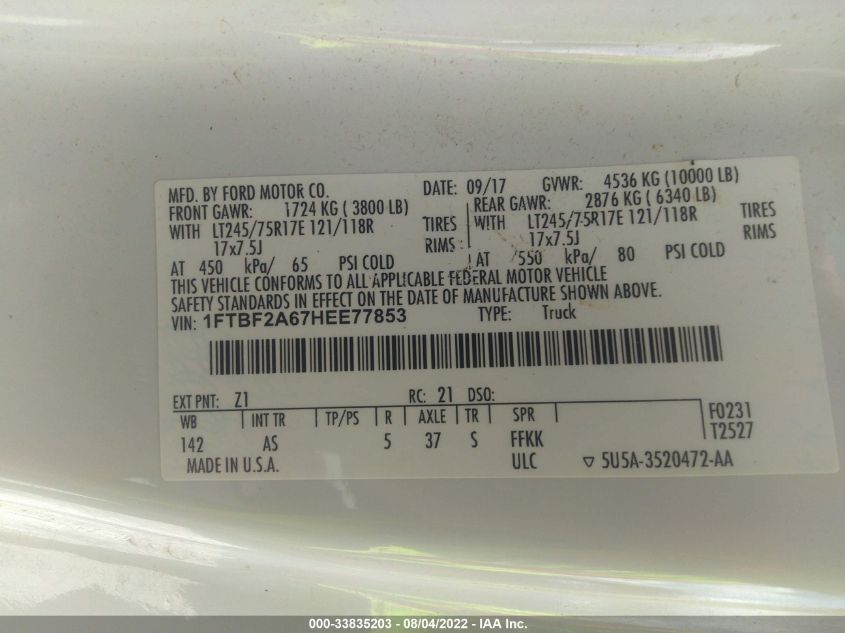 MFD. BY FORD MOTOR CO. DATE: 09/17 GVWR: 4536 KG (10000 LB)
FRONT GAWR: 1724 KG ( 3800 LB) REAR GAWR: 2876 KG ( 6340 LB)
WITH LT245/75R17E 121/118R TIRES WITH LT245/75R17E 121/118R TIRES
17x7.5J RIMS : 17x7.5J RIMS
AT 450 kPa/ 65 PSI COLD AT 550 kPa/ 80 PSI COLD
THIS VEHICLE CONFORMS TO ALL APPLICABLE FEDERAL MOTOR VEHICLE
SAFETY STANDARDS IN EFFECT ON THE DATE OF MANUFACTURE SHOWN ABOVE.
VIN: 1FTBF2A67HEE77853 TYPE: Truck
EXT PNT: Z1 RC: 21 DSO:
WB INT TR TP/PS R AXLE TR SPR F0231
142 AS 5 37 S FFKK T2527
MADE IN U.S.A. ULC ▽ 5U5A-3520472-AA
000-33835203 - 08/04/2022 - IAA Inc.